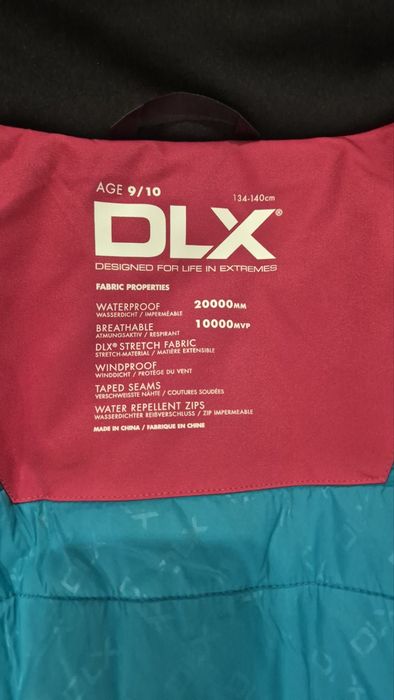 AGE 9/10 134-140cm
DLX®
DESIGNED FOR LIFE IN EXTREMES
FABRIC PROPERTIES
WATERPROOF 20000MM
WASSERDICHT / IMPERMÉABLE
BREATHABLE 10000MVP
ATMUNGSAKTIV / RESPIRANT
DLX® STRETCH FABRIC
STRETCH-MATERIAL / MATIÈRE EXTENSIBLE
WINDPROOF
WINDDICHT / PROTÈGE DU VENT
TAPED SEAMS
VERSCHWEISSTE NÄHTE / COUTURES SOUDÉES
WATER REPELLENT ZIPS
WASSERDICHTER REIßVERSCHLUSS / ZIP IMPERMEABLE
MADE IN CHINA / FABRIQUE EN CHINE